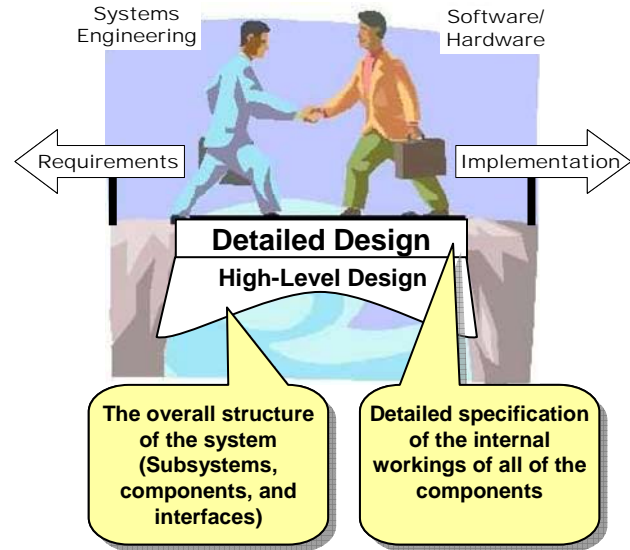 Systems
Engineering
Software/
Hardware
Requirements
Implementation
Detailed Design
High-Level Design
The overall structure
of the system
(Subsystems,
components, and
interfaces)
Detailed specification
of the internal
workings of all of the
components